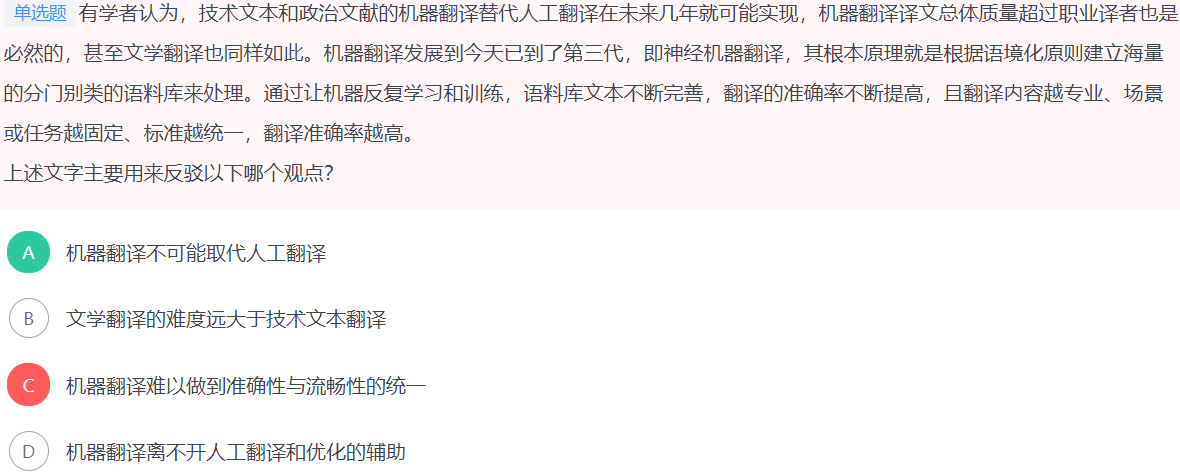 单选题 有学者认为，技术文本和政治文献的机器翻译替代人工翻译在未来几年就可能实现，机器翻译译文总体质量超过职业译者也是
必然的，甚至文学翻译也同样如此。机器翻译发展到今天已到了第三代，即神经机器翻译，其根本原理就是根据语境化原则建立海量
的分门别类的语料库来处理。通过让机器反复学习和训练，语料库文本不断完善，翻译的准确率不断提高，且翻译内容越专业、场景
或任务越固定、标准越统一，翻译准确率越高。
上述文字主要用来反驳以下哪个观点？
A 机器翻译不可能取代人工翻译
B 文学翻译的难度远大于技术文本翻译
C 机器翻译难以做到准确性与流畅性的统一
D 机器翻译离不开人工翻译和优化的辅助